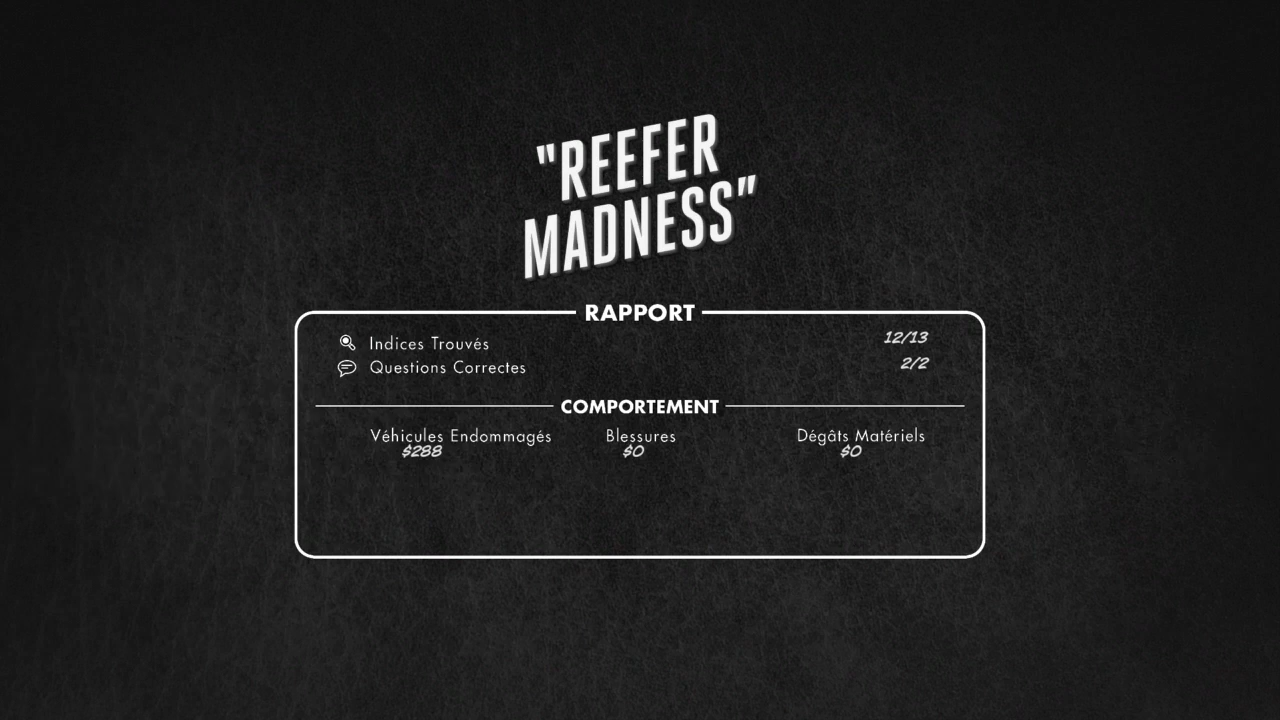 "REEFER
MADNESS"
RAPPORT
Indices Trouvés 12/13
Questions Correctes 2/2
COMPORTEMENT
Véhicules Endommagés Blessures Dégâts Matériels
$288 $0 $0